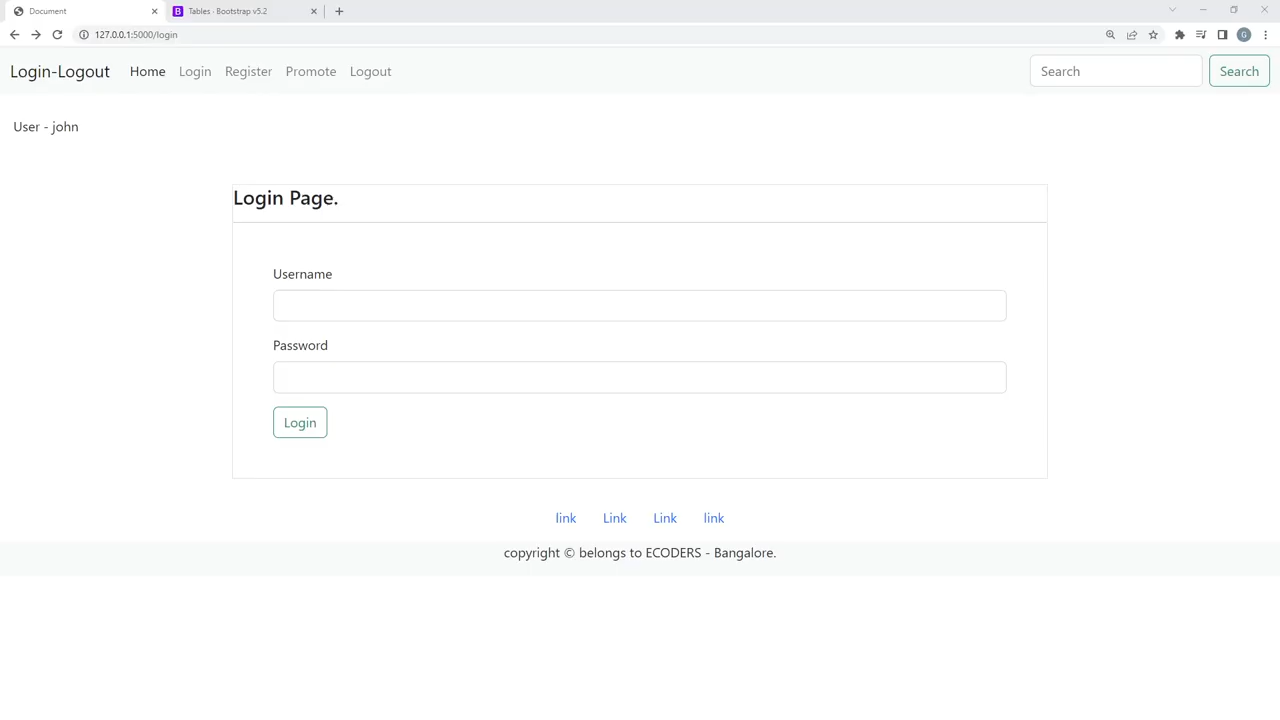 Document
B Tables · Bootstrap v5.2
127.0.0.1:5000/login
G
Login-Logout Home Login Register Promote Logout Search Search
User - john
Login Page.
Username
Password
Login
link Link Link link
copyright © belongs to ECODERS - Bangalore.